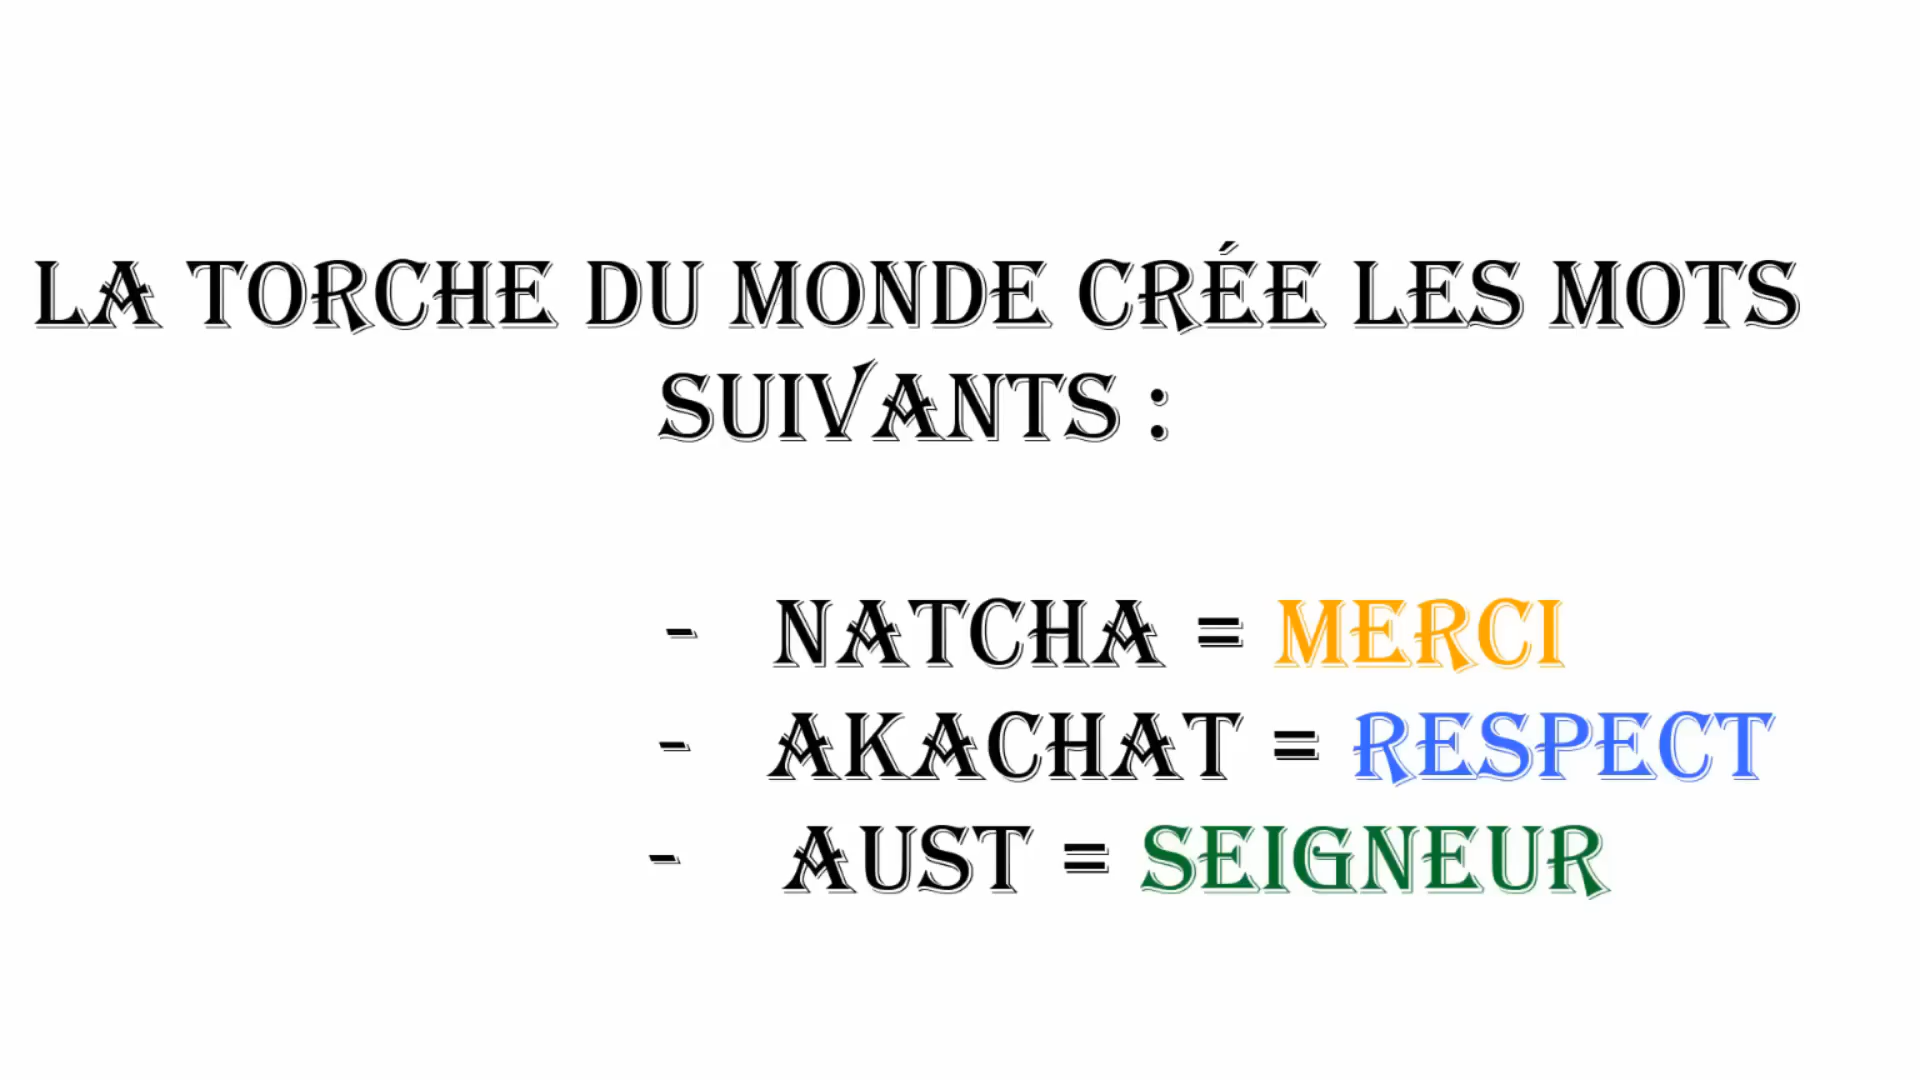 LA TORCHE DU MONDE CRÉE LES MOTS
SUIVANTS :
- NATCHA = MERCI
- AKACHAT = RESPECT
- AUST = SEIGNEUR